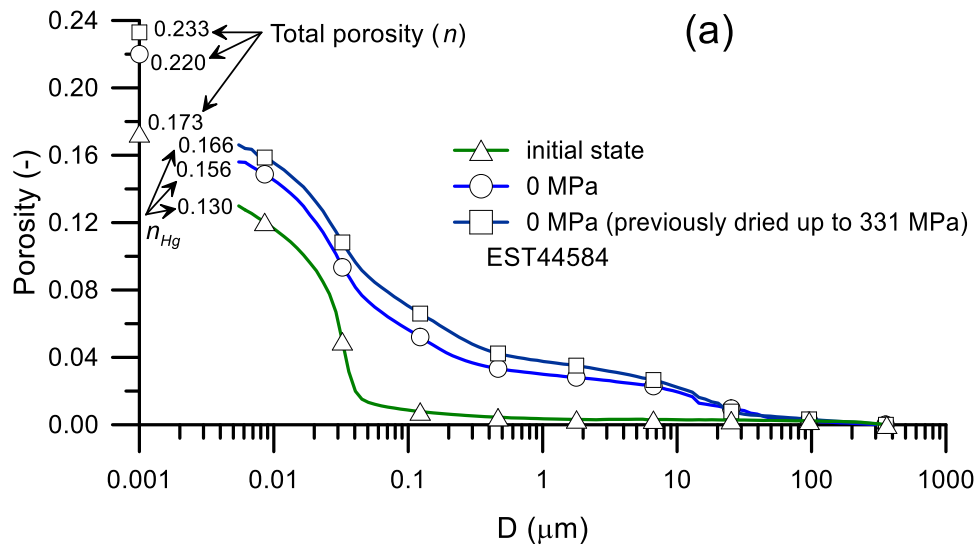 (a)
Total porosity (n)
0.233
0.220
0.173
0.166
0.156
0.130
nHg
initial state
0 MPa
0 MPa (previously dried up to 331 MPa)
EST44584
Porosity (-)
0.24
0.20
0.16
0.12
0.08
0.04
0.00
0.001 0.01 0.1 1 10 100 1000
D (μm)